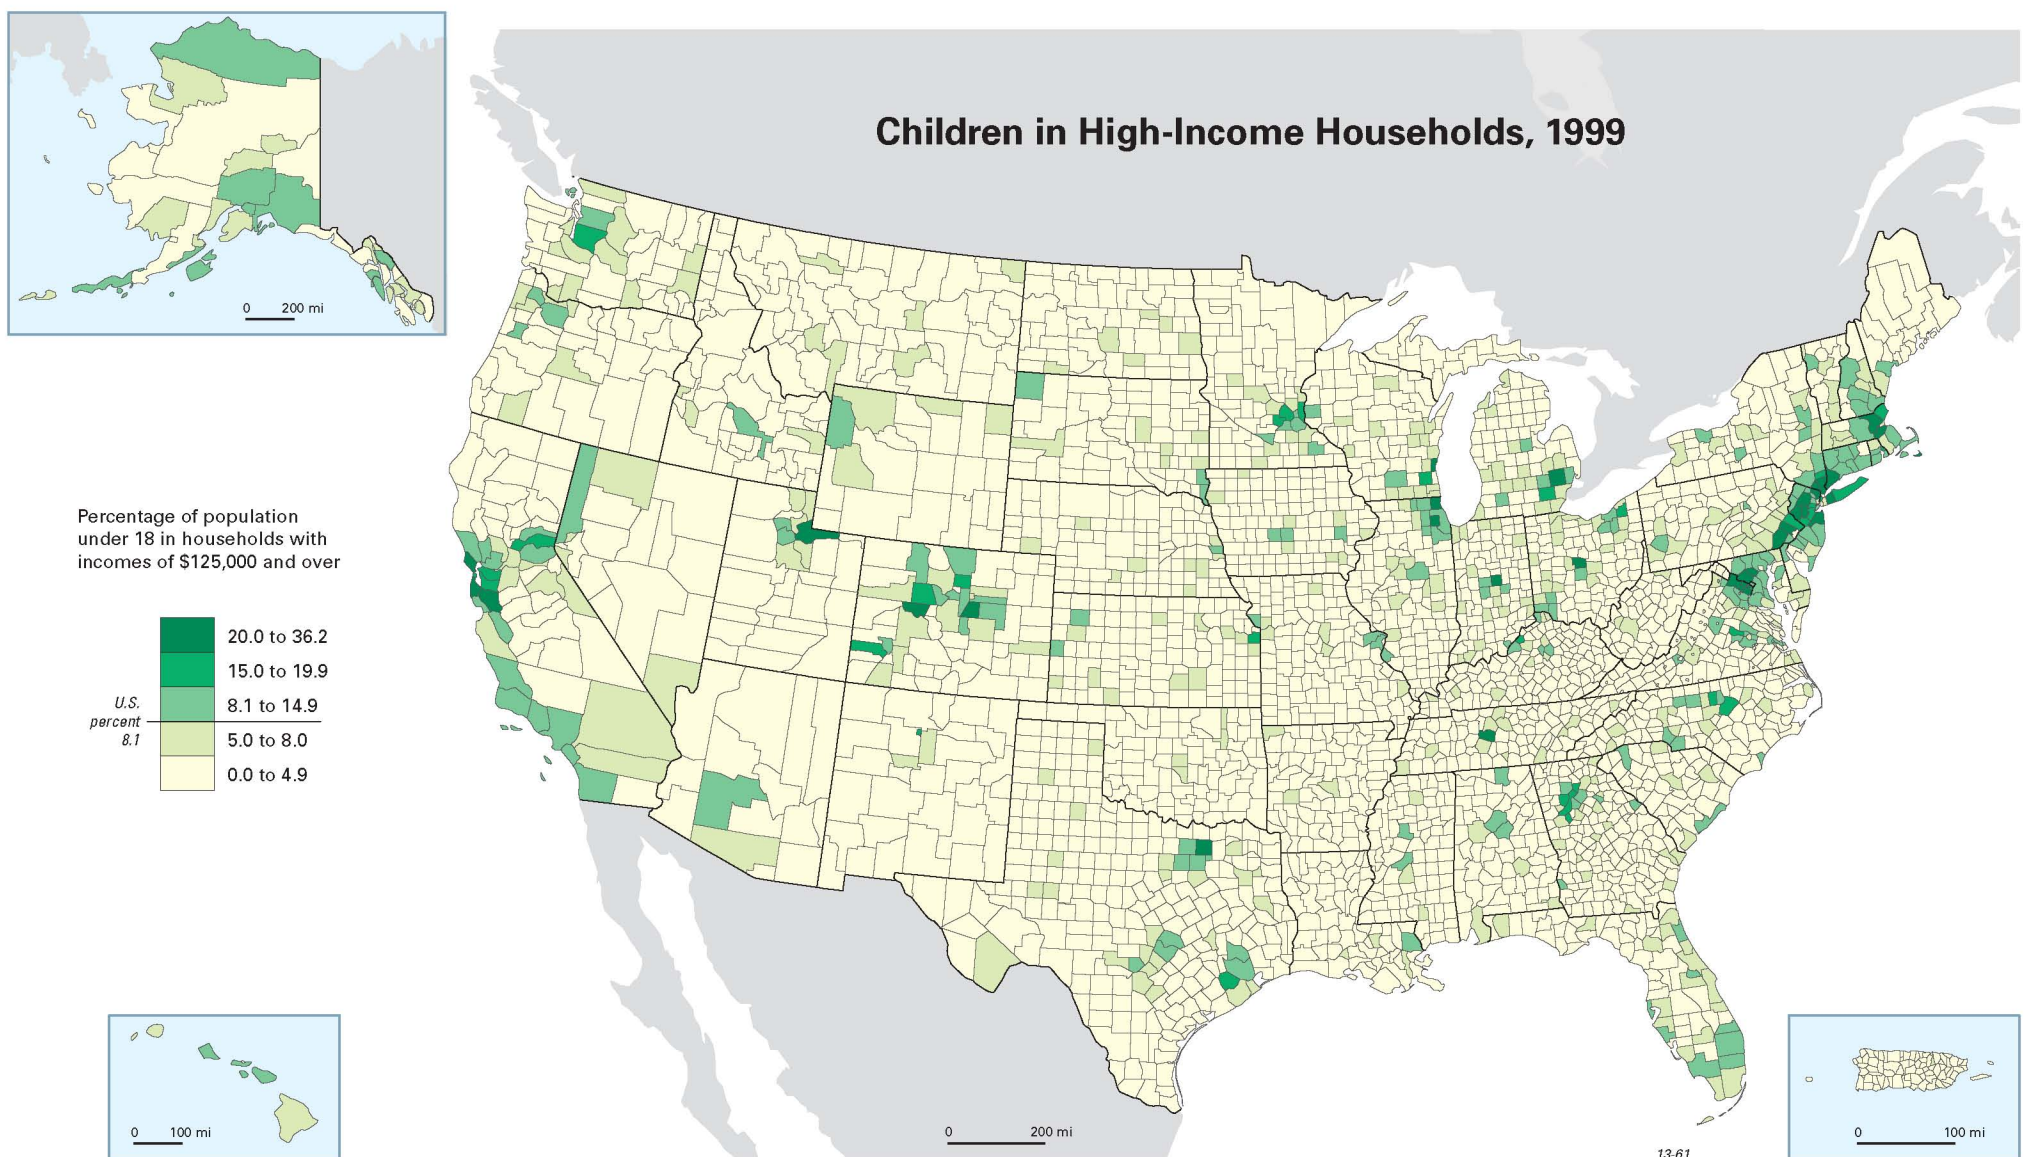 Children in High-Income Households, 1999
0 200 mi
Percentage of population
under 18 in households with
incomes of $125,000 and over
20.0 to 36.2
15.0 to 19.9
8.1 to 14.9
5.0 to 8.0
0.0 to 4.9
U.S.
percent
8.1
0 100 mi
0 200 mi
0 100 mi
13-61